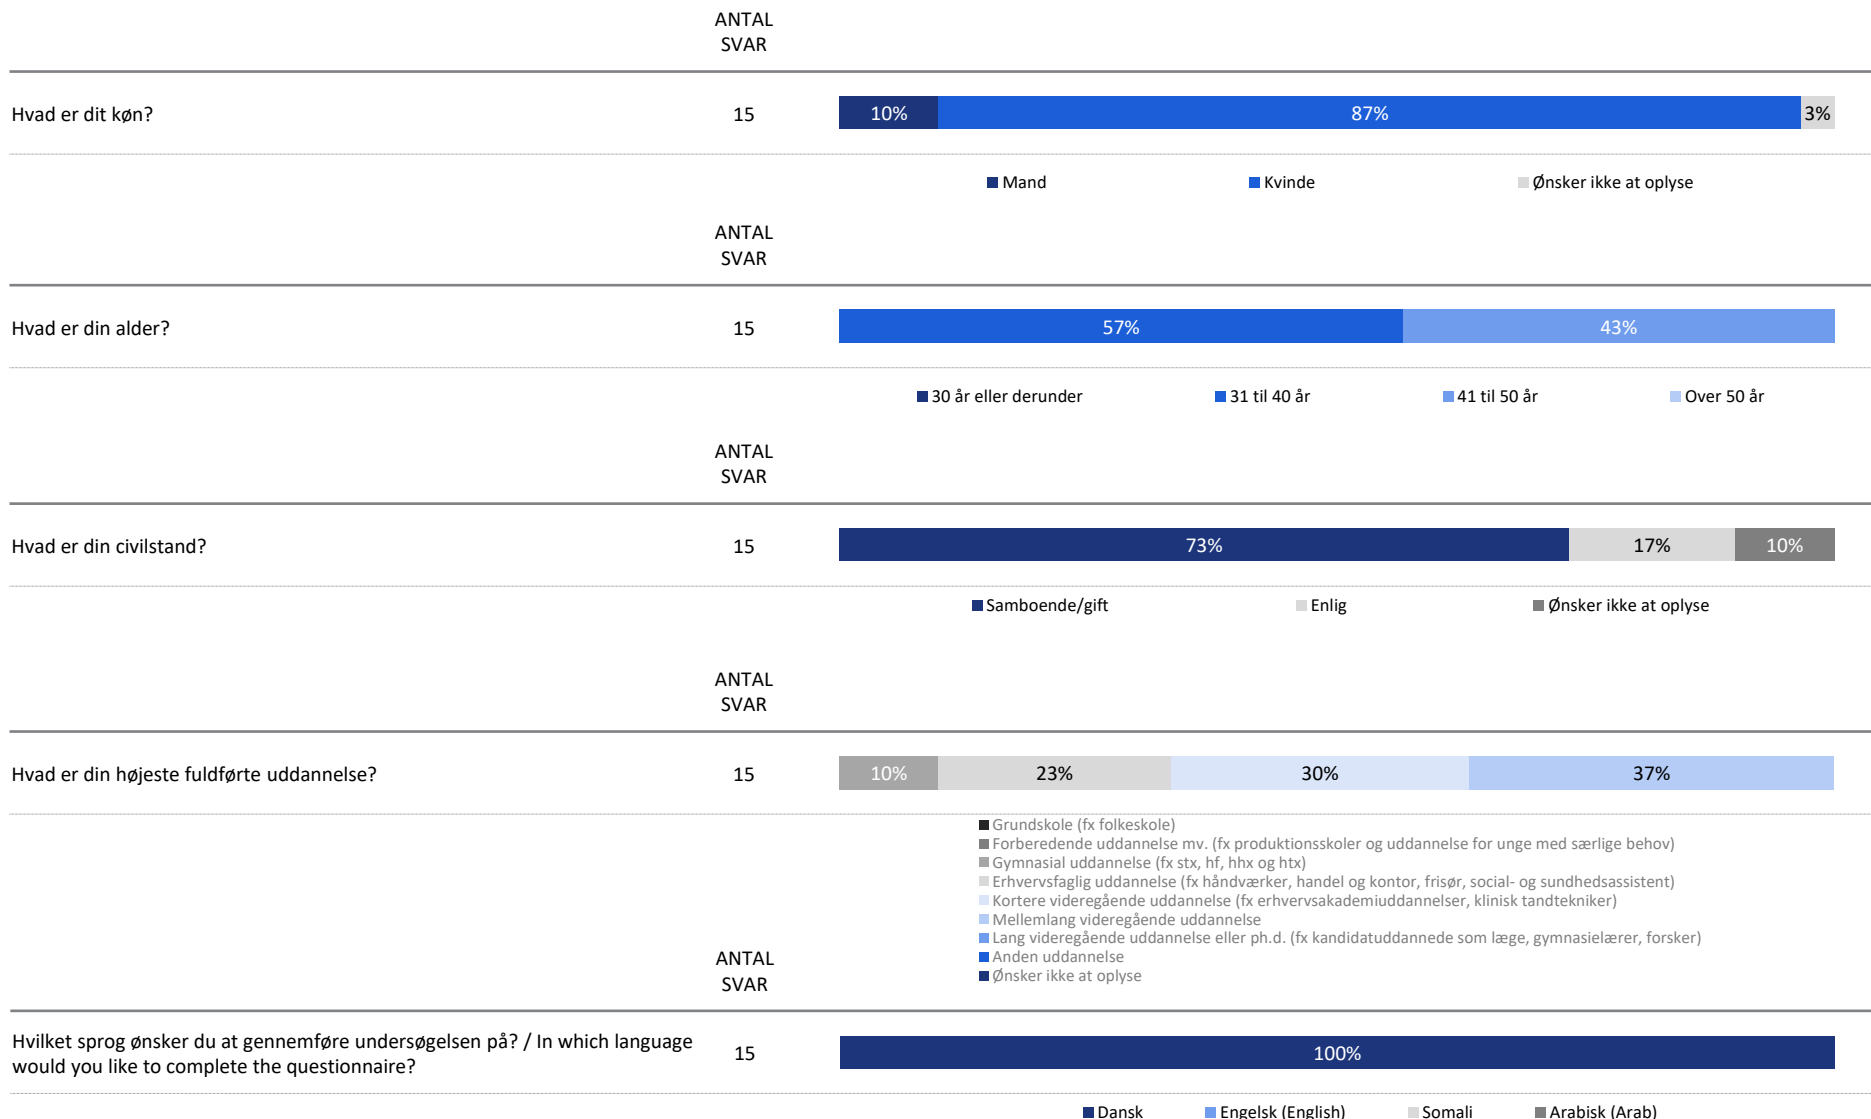 ANTAL
SVAR
Hvad er dit køn?
15
10%
87%
3%
Mand
Kvinde
Ønsker ikke at oplyse
ANTAL
SVAR
Hvad er din alder?
15
57%
43%
30 år eller derunder
31 til 40 år
41 til 50 år
Over 50 år
ANTAL
SVAR
Hvad er din civilstand?
15
73%
17%
10%
Samboende/gift
Enlig
Ønsker ikke at oplyse
ANTAL
SVAR
Hvad er din højeste fuldførte uddannelse?
15
10%
23%
30%
37%
Grundskole (fx folkeskole)
Forberedende uddannelse mv. (fx produktionsskoler og uddannelse for unge med særlige behov)
Gymnasial uddannelse (fx stx, hf, hhx og htx)
Erhvervsfaglig uddannelse (fx håndværker, handel og kontor, frisør, social- og sundhedsassistent)
Kortere videregående uddannelse (fx erhvervsakademiuddannelser, klinisk tandtekniker)
Mellemlang videregående uddannelse
Lang videregående uddannelse eller ph.d. (fx kandidatuddannede som læge, gymnasielærer, forsker)
Anden uddannelse
Ønsker ikke at oplyse
ANTAL
SVAR
Hvilket sprog ønsker du at gennemføre undersøgelsen på? / In which language
would you like to complete the questionnaire?
15
100%
Dansk
Engelsk (English)
Somali
Arabisk (Arab)